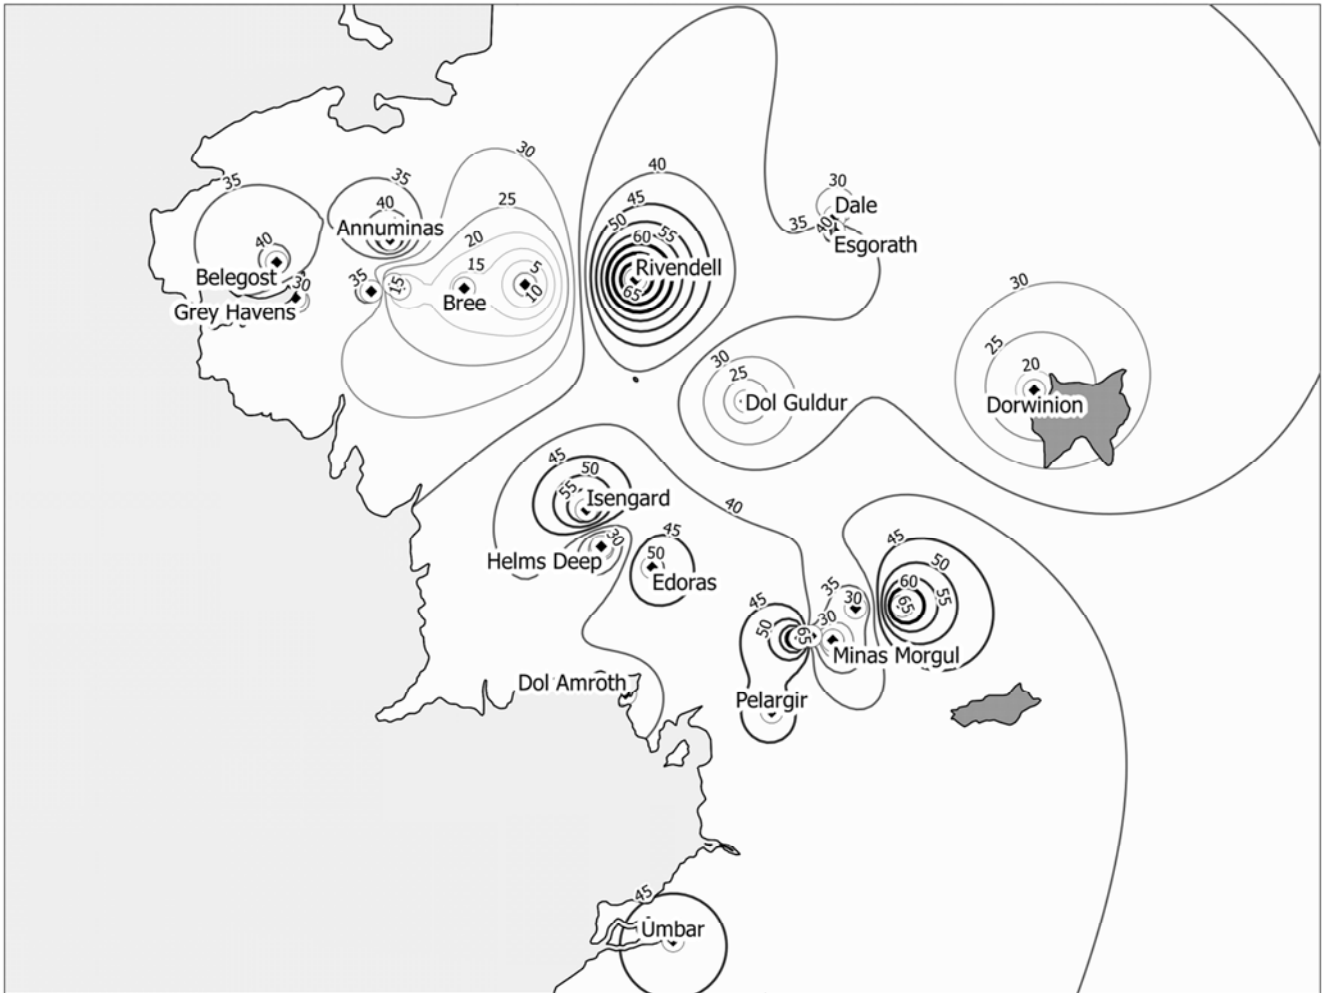 30
40
35
35
30
Dale
40
45
25
35
40
Esgorath
Annuminas
50
55
20
60
40
15
5
Rivendell
Belegost
30
35
15
10
65
30
Bree
Grey Havens
30
25
25
20
Dol Guldur
Dorwinion
45
50
55
Isengard
40
30
45
45
50
Helms Deep
50
Edoras
60
55
35
30
65
45
50
65
30
Minas Morgul
Dol Amroth
Pelargir
45
Umbar